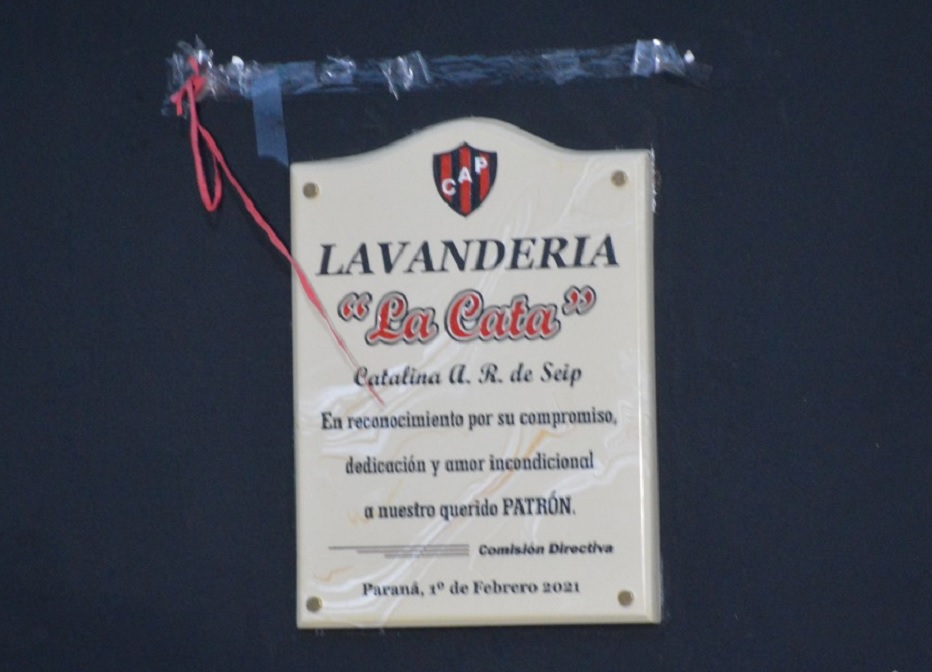 CAP
LAVANDERIA
“La Cata”
Catalina A. R. de Seip
En reconocimiento por su compromiso,
dedicación y amor incondicional
a nuestro querido PATRÓN.
Comisión Directiva
Paraná, 1º de Febrero 2021